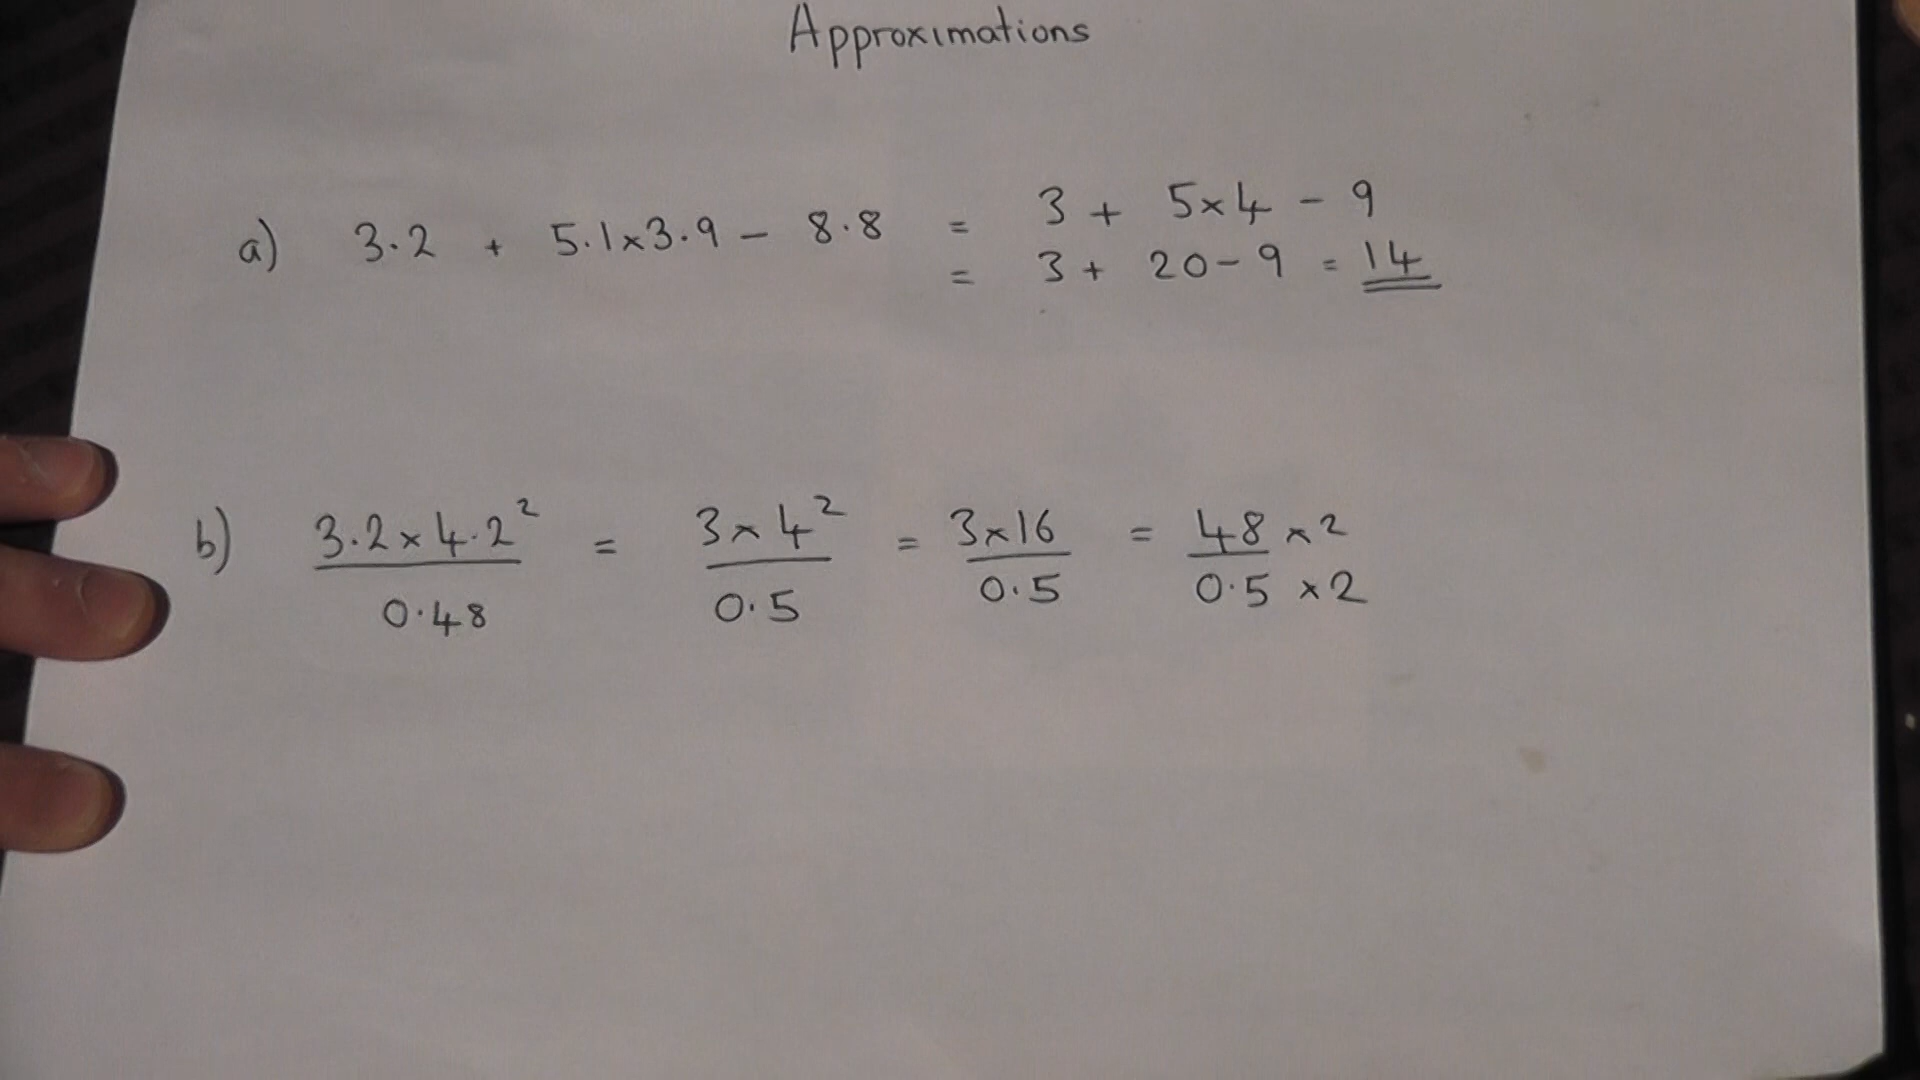 Approximations
a) 3.2 + 5.1×3.9 − 8.8 = 3 + 5×4 − 9
= 3 + 20 − 9 = 14
b) 3.2 × 4.2² = 3 × 4² = 3×16 = 48 × 2
0.48 0.5 0.5 0.5 × 2